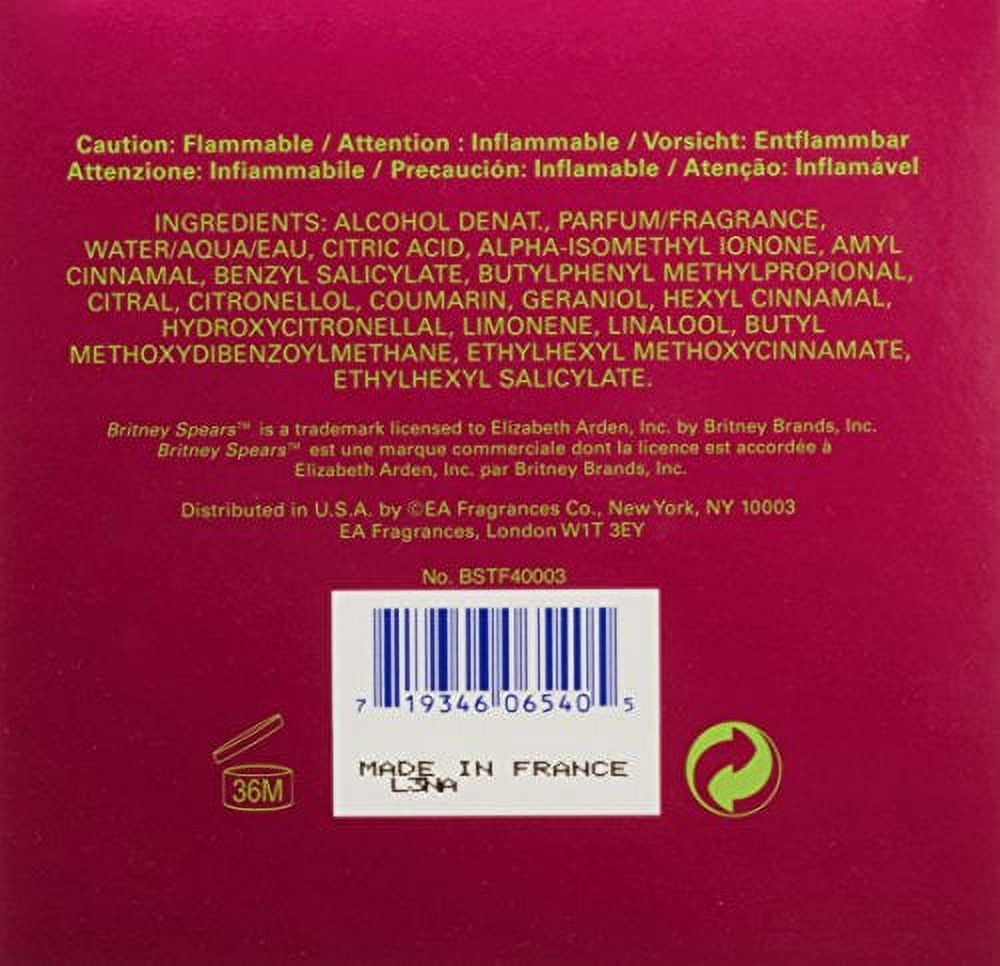 Caution: Flammable / Attention : Inflammable / Vorsicht: Entflammbar
Attenzione: Infiammabile / Precaución: Inflamable / Atenção: Inflamável
INGREDIENTS: ALCOHOL DENAT., PARFUM/FRAGRANCE,
WATER/AQUA/EAU, CITRIC ACID, ALPHA-ISOMETHYL IONONE, AMYL
CINNAMAL, BENZYL SALICYLATE, BUTYLPHENYL METHYLPROPIONAL,
CITRAL, CITRONELLOL, COUMARIN, GERANIOL, HEXYL CINNAMAL,
HYDROXYCITRONELLAL, LIMONENE, LINALOOL, BUTYL
METHOXYDIBENZOYLMETHANE, ETHYLHEXYL METHOXYCINNAMATE,
ETHYLHEXYL SALICYLATE.
Britney Spears™ is a trademark licensed to Elizabeth Arden, Inc. by Britney Brands, Inc.
Britney Spears™ est une marque commerciale dont la licence est accordée à
Elizabeth Arden, Inc. par Britney Brands, Inc.
Distributed in U.S.A. by ©EA Fragrances Co., New York, NY 10003
EA Fragrances, London W1T 3EY
No. BSTF40003
7 19346 06540 5
MADE IN FRANCE
L3NA
36M